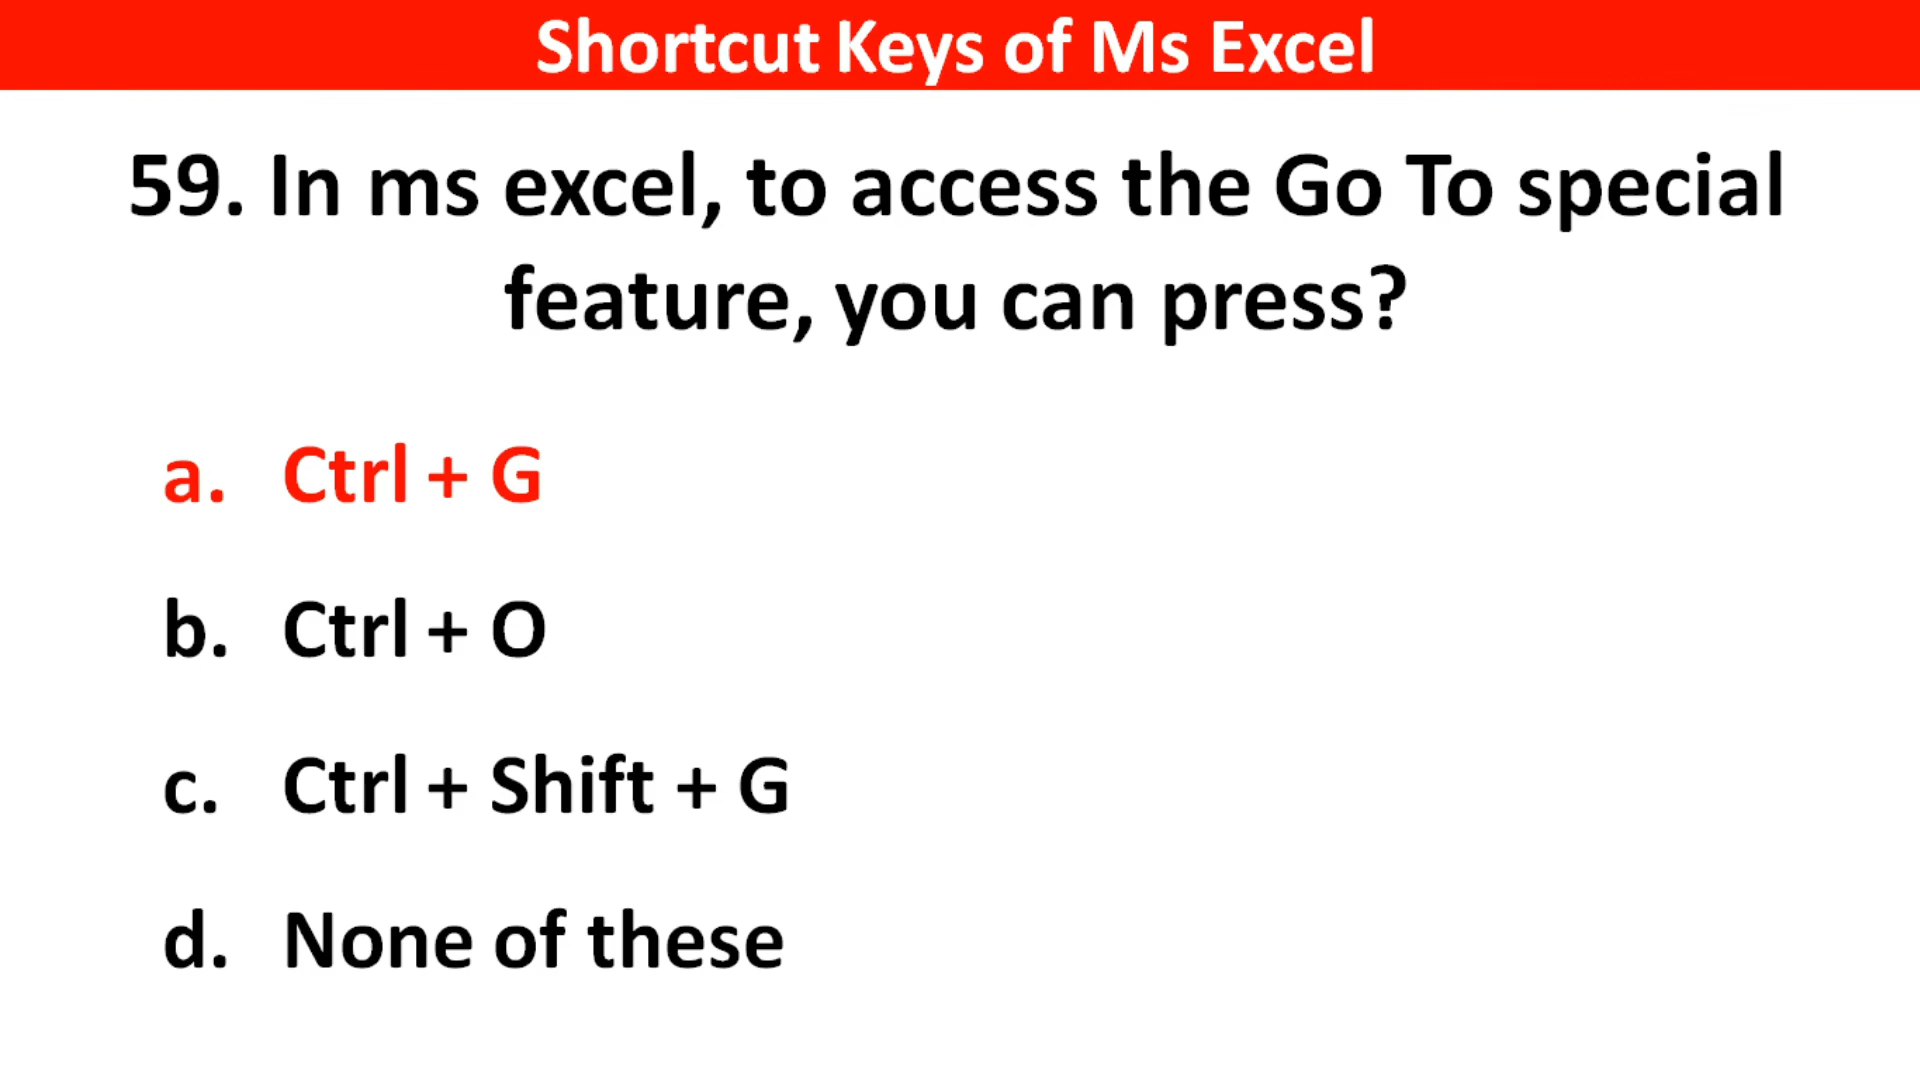 Shortcut Keys of Ms Excel
59. In ms excel, to access the Go To special
feature, you can press?
a. Ctrl + G
b. Ctrl + O
c. Ctrl + Shift + G
d. None of these